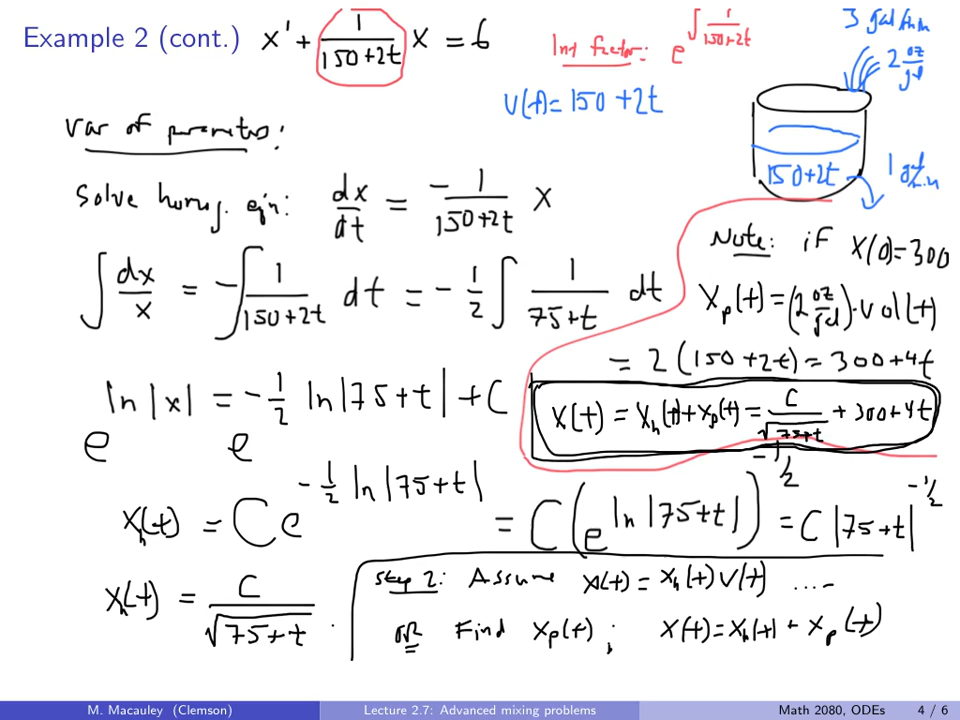 Example 2 (cont.) x' + 1/(150+2t) x = 6
Int factor: e^∫ 1/(150+2t)
3 gal/min
2 oz/gal
V(t) = 150 + 2t
Var of
150+2t
1 gal/min
Solve homog. eqn: dx/dt = -1/(150+2t) x
Note: if x(0)=300
∫ dx/x = -∫ 1/(150+2t) dt = -1/2 ∫ 1/(75+t) dt
Xp(t) = (2 oz/gal)·vol(t)
= 2(150+2t) = 300+4t
ln|x| = -1/2 ln|75+t| + C
X(t) = Xh(t)+Xp(t) = C/√(75+t) + 300+4t
e e
Xh(t) = C e^(-1/2 ln|75+t|) = C(e^(ln|75+t|))^(-1/2) = C|75+t|^(-1/2)
Xh(t) = C/√(75+t).
Step 2: Assume x(t) = xh(t) v(t) ....
OR Find Xp(t); X(t) = Xh(t) + Xp(t)
M. Macauley (Clemson) Lecture 2.7: Advanced mixing problems Math 2080, ODEs 4 / 6